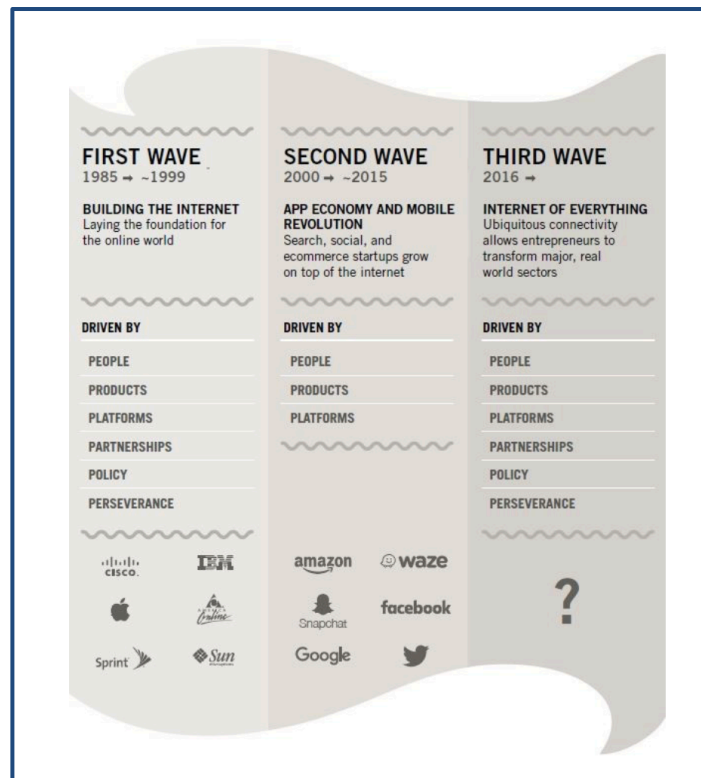 FIRST WAVE
1985 → ~1999
BUILDING THE INTERNET
Laying the foundation for
the online world
DRIVEN BY
PEOPLE
PRODUCTS
PLATFORMS
PARTNERSHIPS
POLICY
PERSEVERANCE
CISCO.
IBM
America
Online
Sprint
Sun
SECOND WAVE
2000 → ~2015
APP ECONOMY AND MOBILE
REVOLUTION
Search, social, and
ecommerce startups grow
on top of the internet
DRIVEN BY
PEOPLE
PRODUCTS
PLATFORMS
amazon
waze
Snapchat
facebook
Google
THIRD WAVE
2016 →
INTERNET OF EVERYTHING
Ubiquitous connectivity
allows entrepreneurs to
transform major, real
world sectors
DRIVEN BY
PEOPLE
PRODUCTS
PLATFORMS
PARTNERSHIPS
POLICY
PERSEVERANCE
?